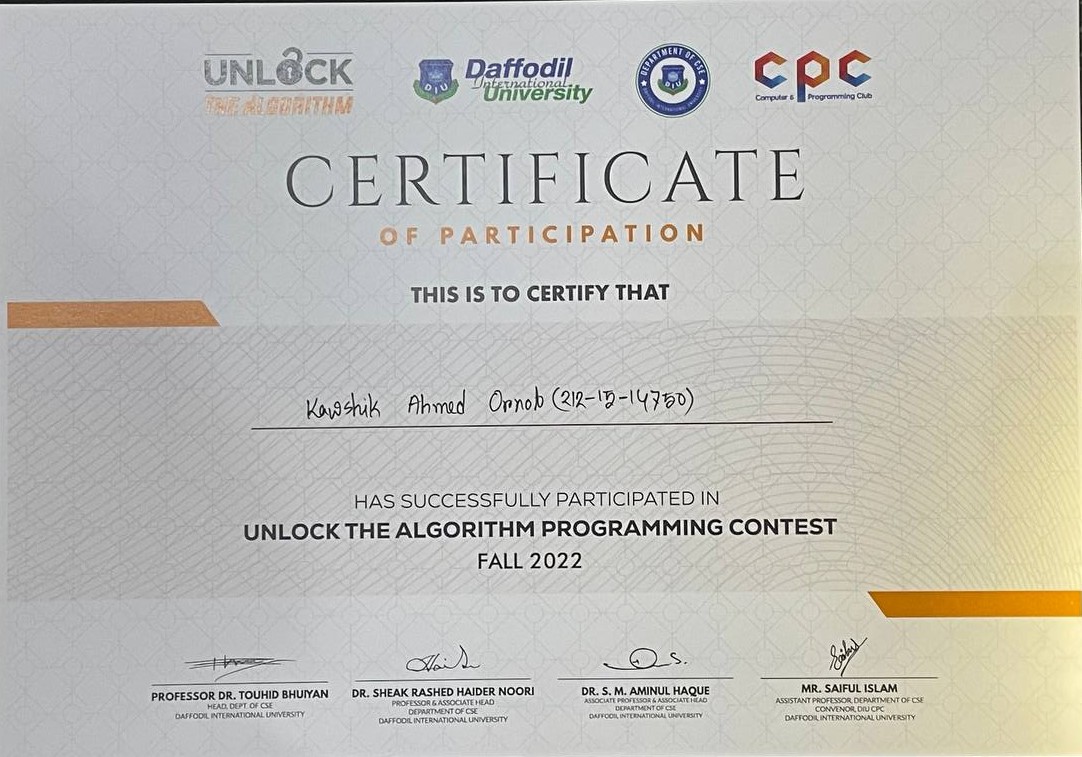 UNLOCK
THE ALGORITHM
DIU
Daffodil
International
University
DEPARTMENT OF CSE
DIU
DAFFODIL INTERNATIONAL UNIVERSITY
CPC
Computer & Programming Club
CERTIFICATE
OF PARTICIPATION
THIS IS TO CERTIFY THAT
Kawshik Ahmed Ornob (212-15-14750)
HAS SUCCESSFULLY PARTICIPATED IN
UNLOCK THE ALGORITHM PROGRAMMING CONTEST
FALL 2022
PROFESSOR DR. TOUHID BHUIYAN
HEAD, DEPT. OF CSE
DAFFODIL INTERNATIONAL UNIVERSITY
DR. SHEAK RASHED HAIDER NOORI
PROFESSOR & ASSOCIATE HEAD
DEPARTMENT OF CSE
DAFFODIL INTERNATIONAL UNIVERSITY
DR. S. M. AMINUL HAQUE
ASSOCIATE PROFESSOR & ASSOCIATE HEAD
DEPARTMENT OF CSE
DAFFODIL INTERNATIONAL UNIVERSITY
MR. SAIFUL ISLAM
ASSISTANT PROFESSOR, DEPARTMENT OF CSE
CONVENOR, DIU CPC
DAFFODIL INTERNATIONAL UNIVERSITY